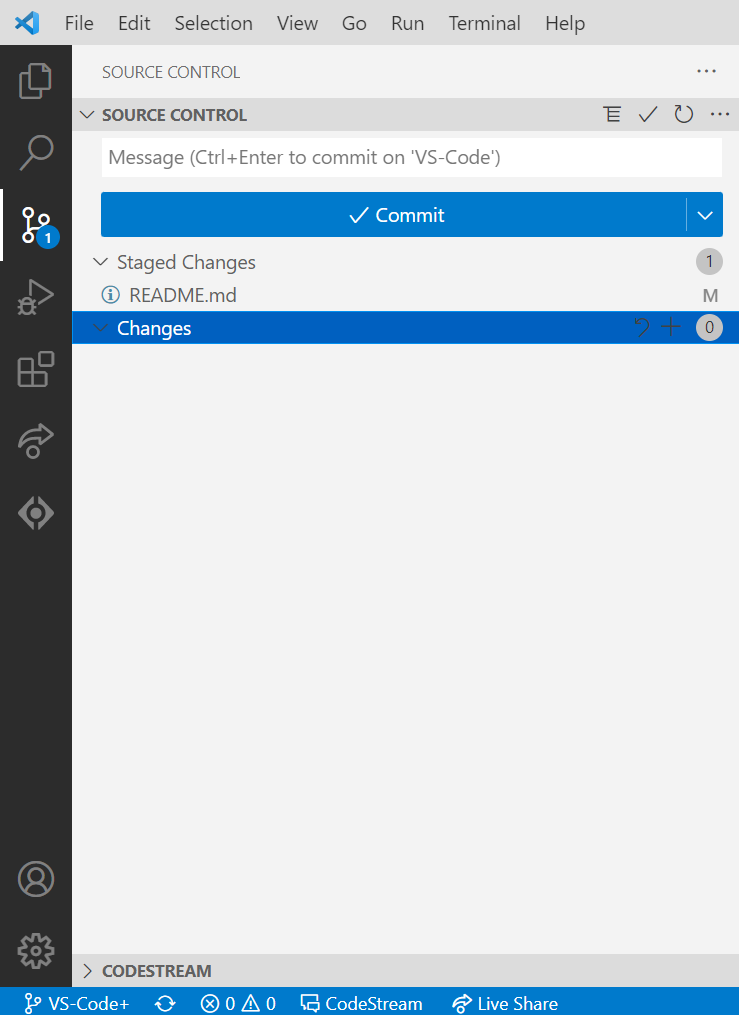 File Edit Selection View Go Run Terminal Help
SOURCE CONTROL
SOURCE CONTROL
Message (Ctrl+Enter to commit on 'VS-Code')
Commit
1
Staged Changes 1
README.md M
Changes 0
CODESTREAM
VS-Code+ 0 0 CodeStream Live Share